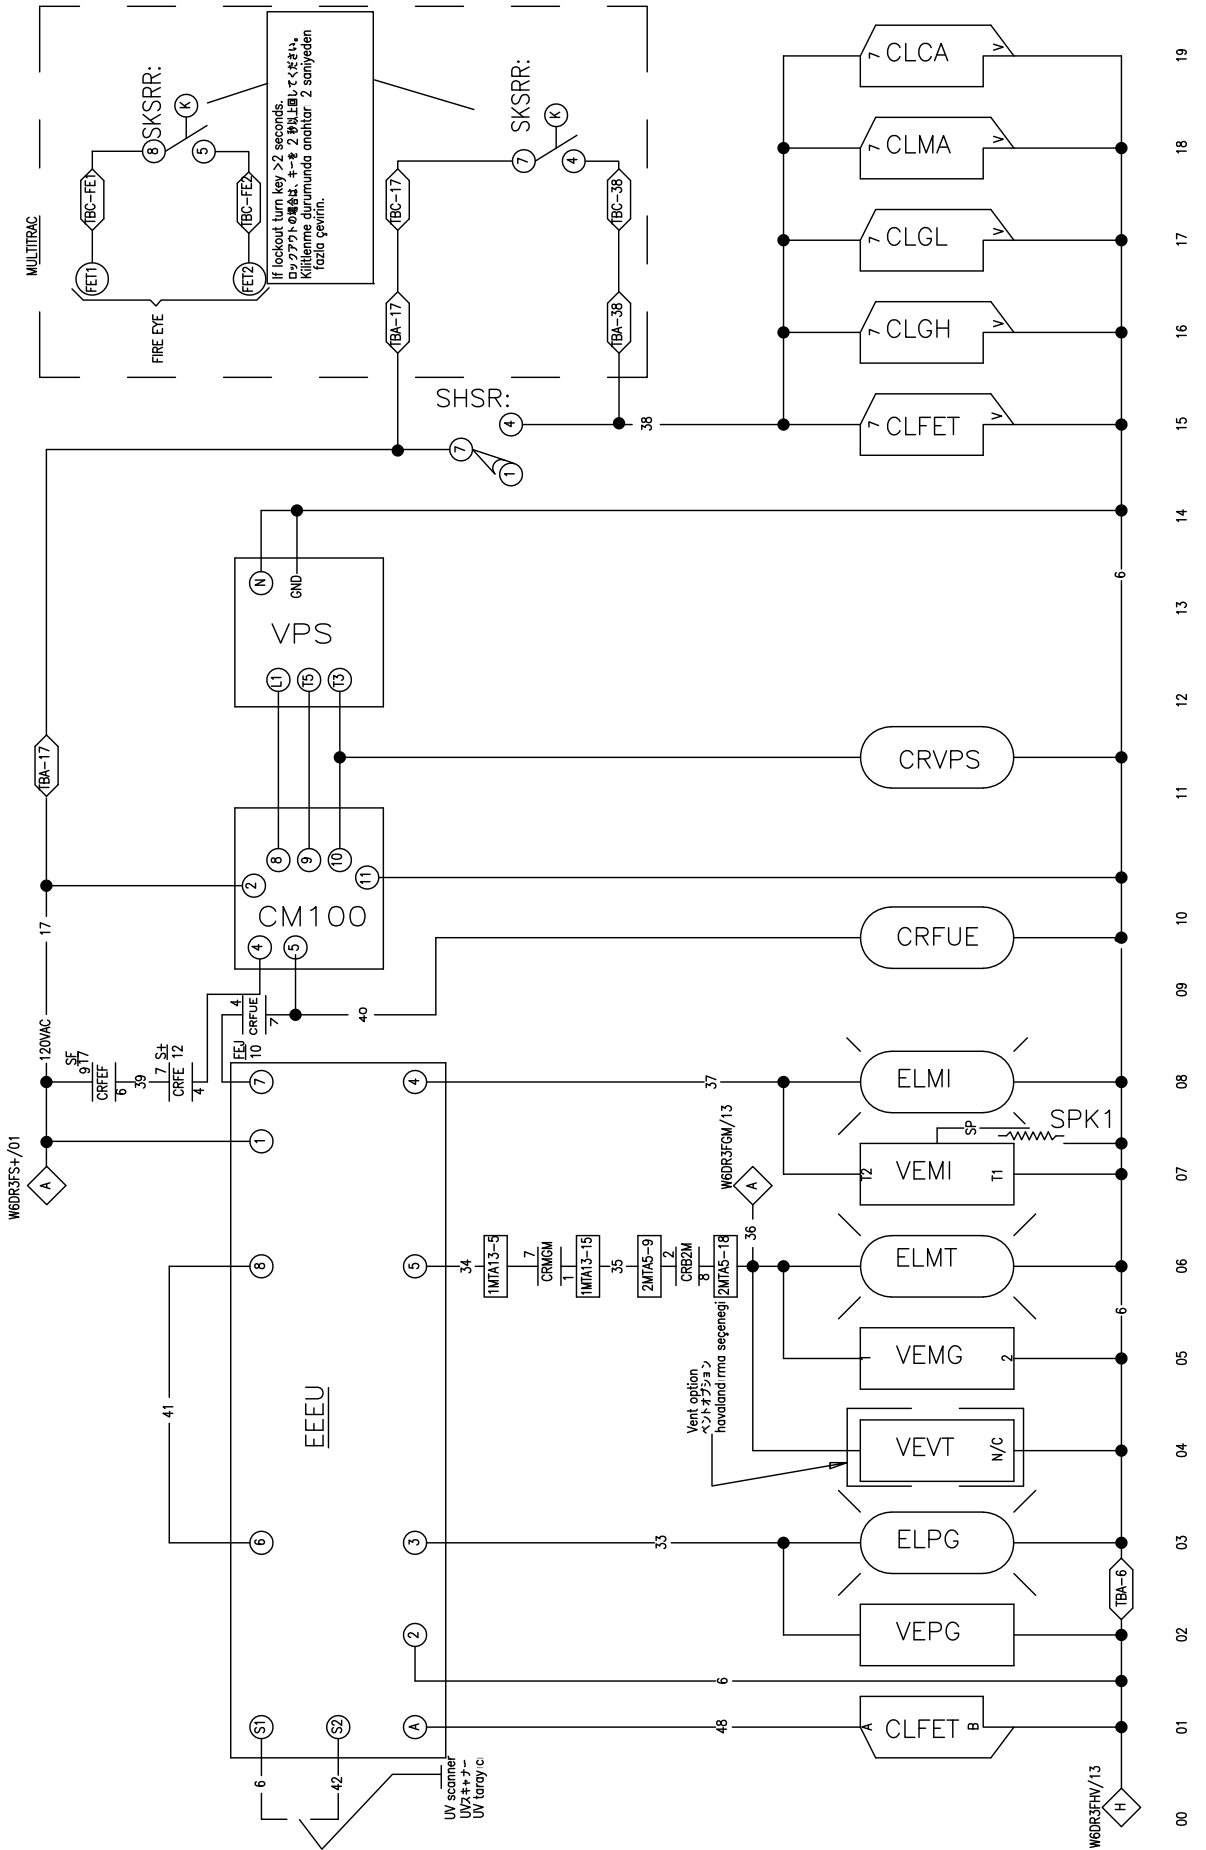 MULTITRAC
FIRE EYE
FET1
TBC-FE1
8
SKSRR:
K
5
TBC-FE2
FET2
If lockout turn key >2 seconds.
ロックアウトの場合は、キーを 2 秒以上回してください。
Kilitlenme durumunda anahtar 2 saniyeden
fazla çevirin.
SKSRR:
K
7
4
TBC-17
TBC-38
TBA-17
TBA-38
SHSR:
4
7
1
38
7 CLCA V
7 CLMA V
7 CLGL V
7 CLGH V
7 CLFET V
19
18
17
16
15
14
13
12
11
10
09
08
07
06
05
04
03
02
01
00
N
GND
VPS
L1
T5
T3
6
TBA-17
CRVPS
8
9
10
11
2
CM100
4
5
17
CRFUE
120VAC
SF
917
CRFEF
6
39
S+
7 12
CRFE
4
4
CRFUE
7
FEJ
10
40
W6DR3FS+/01
A
7
1
8
6
S1
S2
4
5
3
2
A
EEEU
41
6
42
UV scanner
UVスキャナー
UV tarayıcı
37
ELMI
SP
SPK1
T2 VEMI T1
W6DR3FGM/13
A
36
34
1MTA13-5
7
CRMGM
1
1MTA13-15
35
2MTA5-9
2
CRB2M
8
2MTA5-18
ELMT
6
1 VEMG 2
Vent option
ベントオプション
havalandırma seçenegi
VEVT N/C
33
ELPG
TBA-6
VEPG
6
48
A CLFET B
W6DR3FHV/13
H